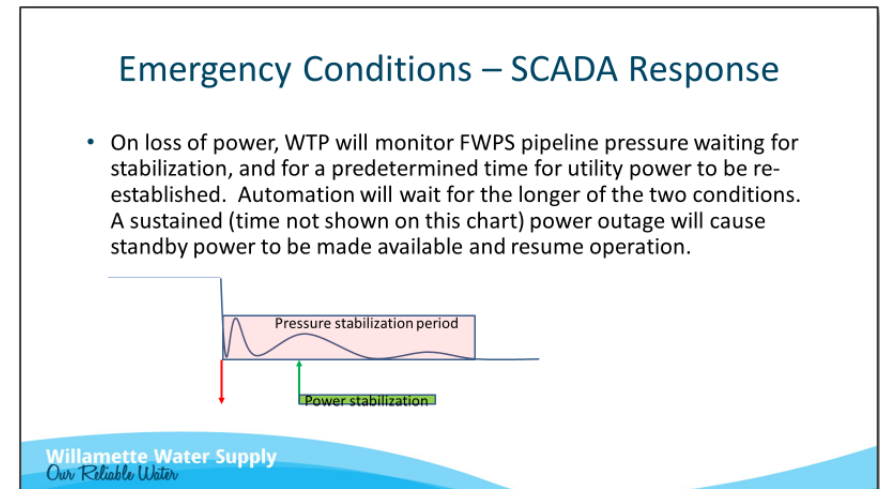 Emergency Conditions – SCADA Response
• On loss of power, WTP will monitor FWPS pipeline pressure waiting for
stabilization, and for a predetermined time for utility power to be re-
established.  Automation will wait for the longer of the two conditions.
A sustained (time not shown on this chart) power outage will cause
standby power to be made available and resume operation.
Pressure stabilization period
Power stabilization
Willamette Water Supply
Our Reliable Water